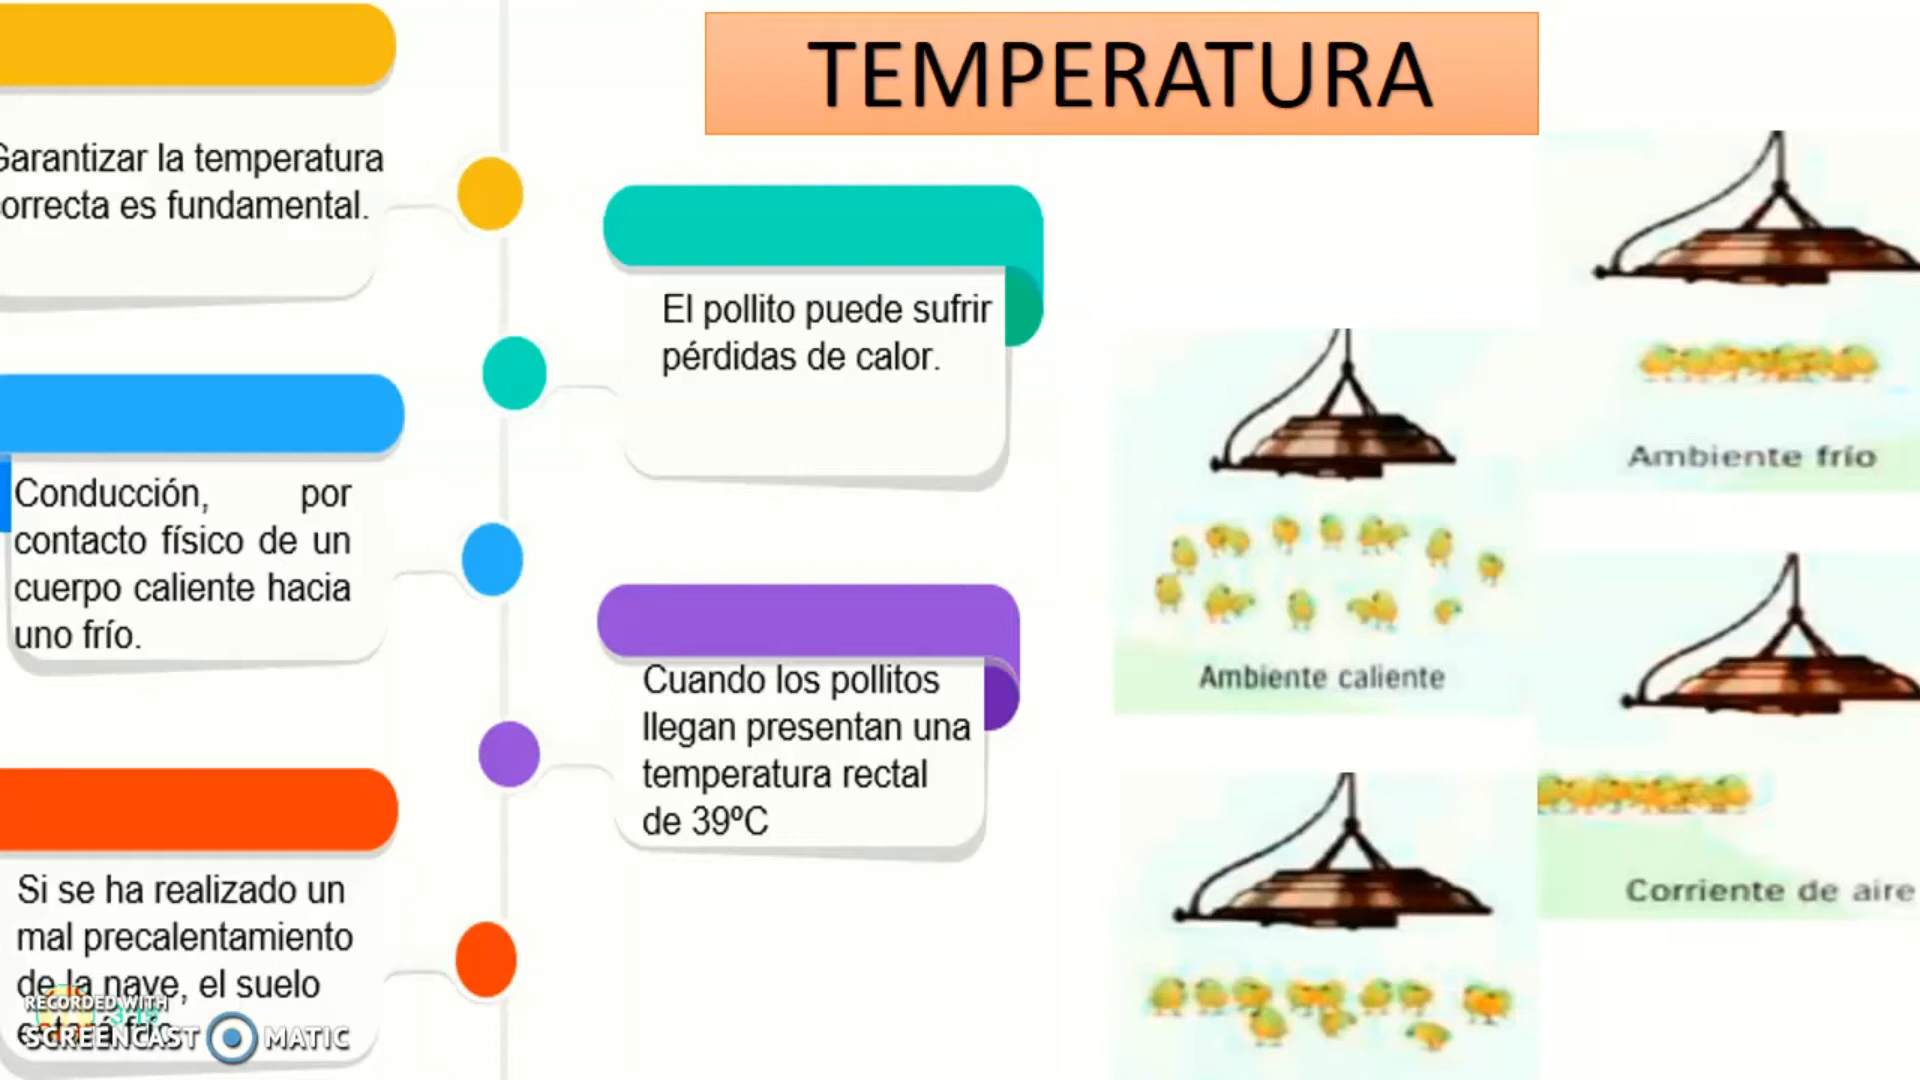 TEMPERATURA
Garantizar la temperatura
correcta es fundamental.
El pollito puede sufrir
pérdidas de calor.
Conducción, por
contacto físico de un
cuerpo caliente hacia
uno frío.
Cuando los pollitos
llegan presentan una
temperatura rectal
de 39ºC
Si se ha realizado un
mal precalentamiento
de la nave, el suelo
Ambiente frío
Ambiente caliente
Corriente de aire
RECORDED WITH
SCREENCAST MATIC